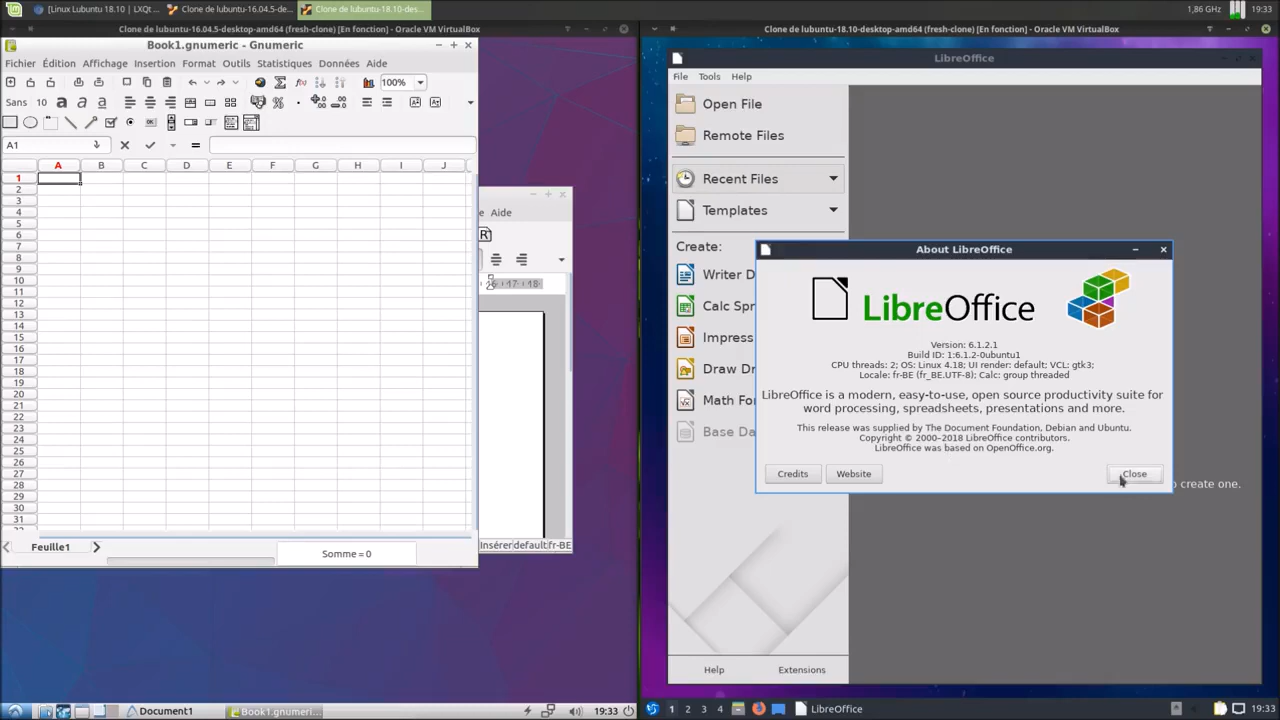 [Linux Lubuntu 18.10 | LXQt ...
Clone de lubuntu-16.04.5-de...
Clone de lubuntu-18.10-des...
1,86 GHz
19:33
Clone de lubuntu-16.04.5-desktop-amd64 (fresh-clone) [En fonction] - Oracle VM VirtualBox
Book1.gnumeric - Gnumeric
Fichier Édition Affichage Insertion Format Outils Statistiques Données Aide
100%
Sans 10
A1
=
A B C D E F G H I J
1
2
3
4
5
6
7
8
9
10
11
12
13
14
15
16
17
18
19
20
21
22
23
24
25
26
27
28
29
30
31
Feuille1
Somme = 0
e Aide
17 · 18
Insérer default fr-BE
Document1
Book1.gnumeri...
19:33
Clone de lubuntu-18.10-desktop-amd64 (fresh-clone) [En fonction] - Oracle VM VirtualBox
LibreOffice
File Tools Help
Open File
Remote Files
Recent Files
Templates
Create:
Writer D
Calc Spr
Impress
Draw Dr
Math For
Base Da
Help
Extensions
o create one.
About LibreOffice
LibreOffice
Version: 6.1.2.1
Build ID: 1:6.1.2-0ubuntu1
CPU threads: 2; OS: Linux 4.18; UI render: default; VCL: gtk3;
Locale: fr-BE (fr_BE.UTF-8); Calc: group threaded
LibreOffice is a modern, easy-to-use, open source productivity suite for
word processing, spreadsheets, presentations and more.
This release was supplied by The Document Foundation, Debian and Ubuntu.
Copyright © 2000–2018 LibreOffice contributors.
LibreOffice was based on OpenOffice.org.
Credits
Website
Close
1 2 3 4
LibreOffice
19:33